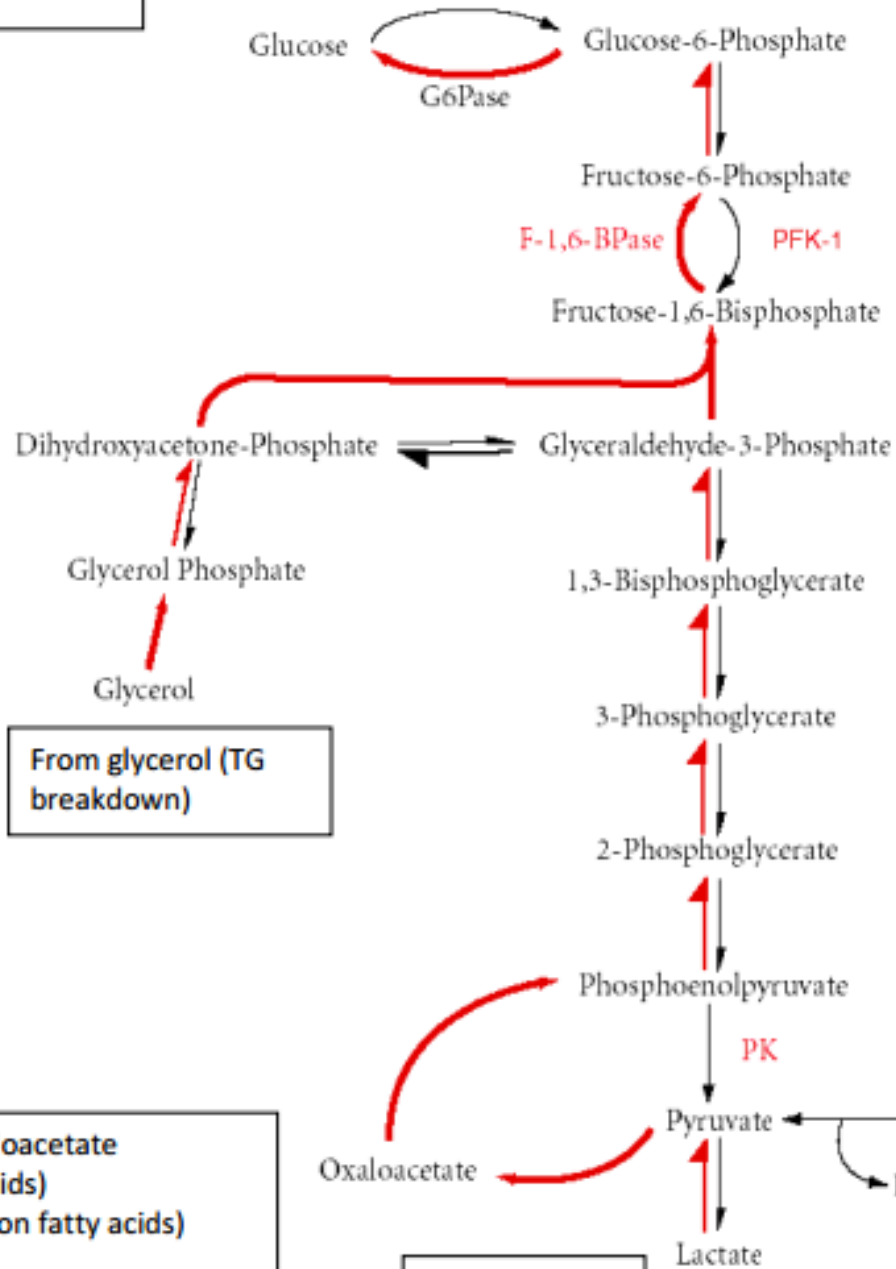 Glucose
Glucose-6-Phosphate
G6Pase
Fructose-6-Phosphate
F-1,6-BPase
PFK-1
Fructose-1,6-Bisphosphate
Dihydroxyacetone-Phosphate
Glyceraldehyde-3-Phosphate
Glycerol Phosphate
1,3-Bisphosphoglycerate
Glycerol
3-Phosphoglycerate
From glycerol (TG
breakdown)
2-Phosphoglycerate
Phosphoenolpyruvate
PK
Pyruvate
loacetate
ids)
on fatty acids)
Oxaloacetate
Lactate